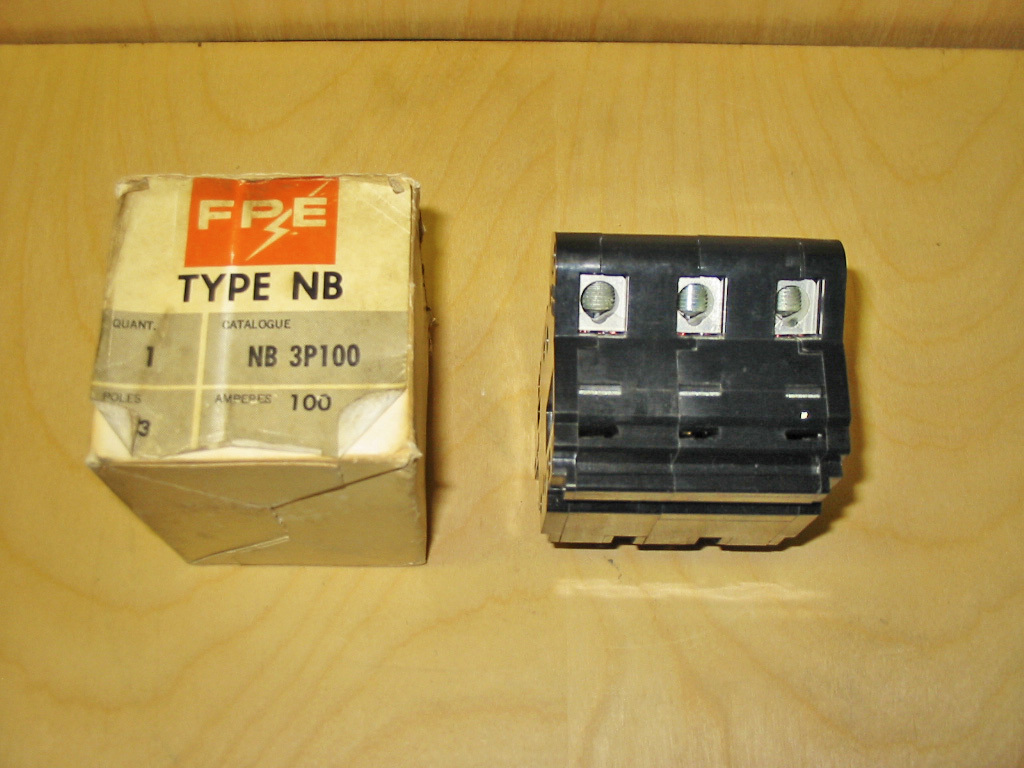 FPE
TYPE NB
QUANT. CATALOGUE
1 NB 3P100
POLES AMPERES 100
3